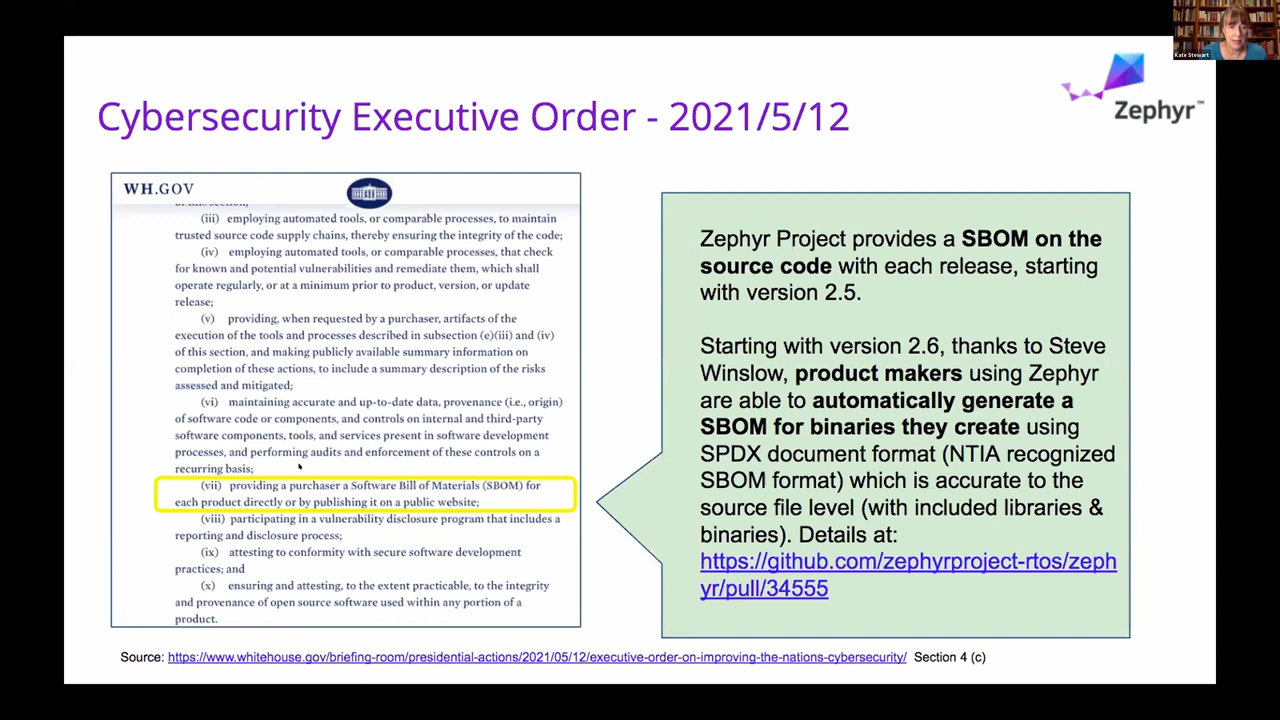 Kate Stewart
Zephyr™
Cybersecurity Executive Order - 2021/5/12
WH.GOV
of this section;
(iii) employing automated tools, or comparable processes, to maintain
trusted source code supply chains, thereby ensuring the integrity of the code;
(iv) employing automated tools, or comparable processes, that check
for known and potential vulnerabilities and remediate them, which shall
operate regularly, or at a minimum prior to product, version, or update
release;
(v) providing, when requested by a purchaser, artifacts of the
execution of the tools and processes described in subsection (e)(iii) and (iv)
of this section, and making publicly available summary information on
completion of these actions, to include a summary description of the risks
assessed and mitigated;
(vi) maintaining accurate and up-to-date data, provenance (i.e., origin)
of software code or components, and controls on internal and third-party
software components, tools, and services present in software development
processes, and performing audits and enforcement of these controls on a
recurring basis;
(vii) providing a purchaser a Software Bill of Materials (SBOM) for
each product directly or by publishing it on a public website;
(viii) participating in a vulnerability disclosure program that includes a
reporting and disclosure process;
(ix) attesting to conformity with secure software development
practices; and
(x) ensuring and attesting, to the extent practicable, to the integrity
and provenance of open source software used within any portion of a
product.
Zephyr Project provides a SBOM on the
source code with each release, starting
with version 2.5.
Starting with version 2.6, thanks to Steve
Winslow, product makers using Zephyr
are able to automatically generate a
SBOM for binaries they create using
SPDX document format (NTIA recognized
SBOM format) which is accurate to the
source file level (with included libraries &
binaries). Details at:
https://github.com/zephyrproject-rtos/zeph
yr/pull/34555
Source: https://www.whitehouse.gov/briefing-room/presidential-actions/2021/05/12/executive-order-on-improving-the-nations-cybersecurity/ Section 4 (c)